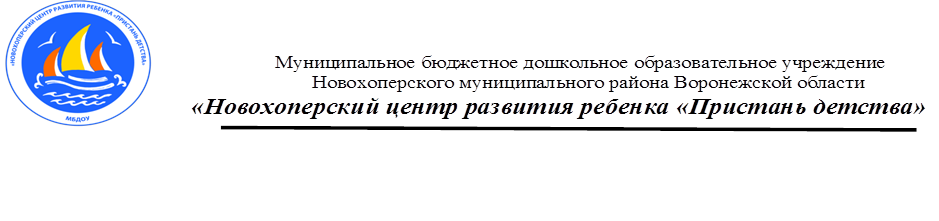 «НОВОХОПЕРСКИЙ ЦЕНТР РАЗВИТИЯ РЕБЕНКА «ПРИСТАНЬ ДЕТСТВА»
МБДОУ
Муниципальное бюджетное дошкольное образовательное учреждение
Новохоперского муниципального района Воронежской области
«Новохоперский центр развития ребенка «Пристань детства»